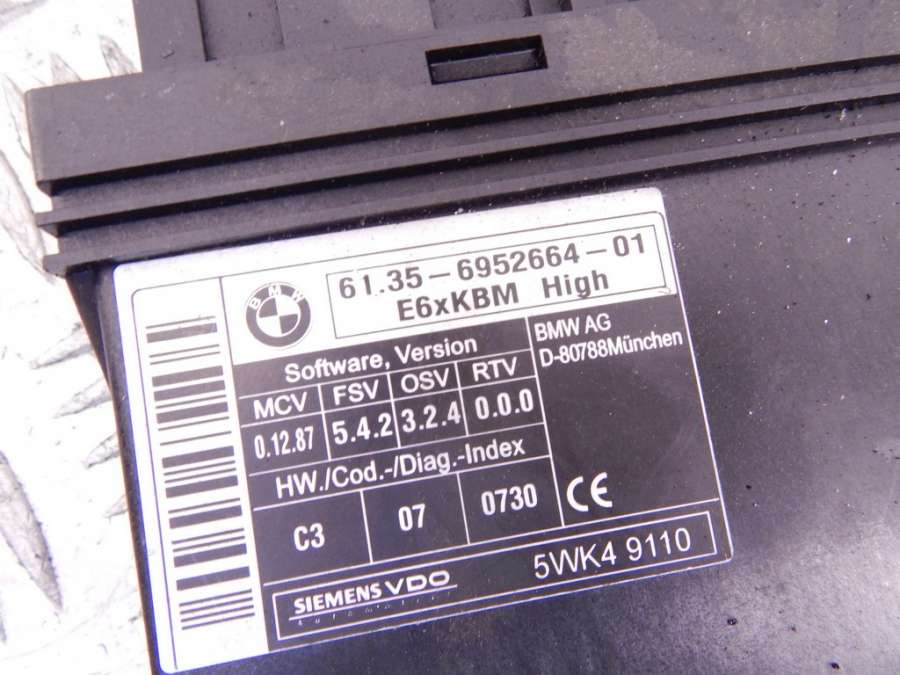 BMW
61.35-6952664-01
E6xKBM High
Software, Version
MCV FSV OSV RTV
0.12.87 5.4.2 3.2.4 0.0.0
HW./Cod.-/Diag.-Index
C3 07 0730
BMW AG
D-80788München
CE
SIEMENS VDO
Automotive
5WK4 9110